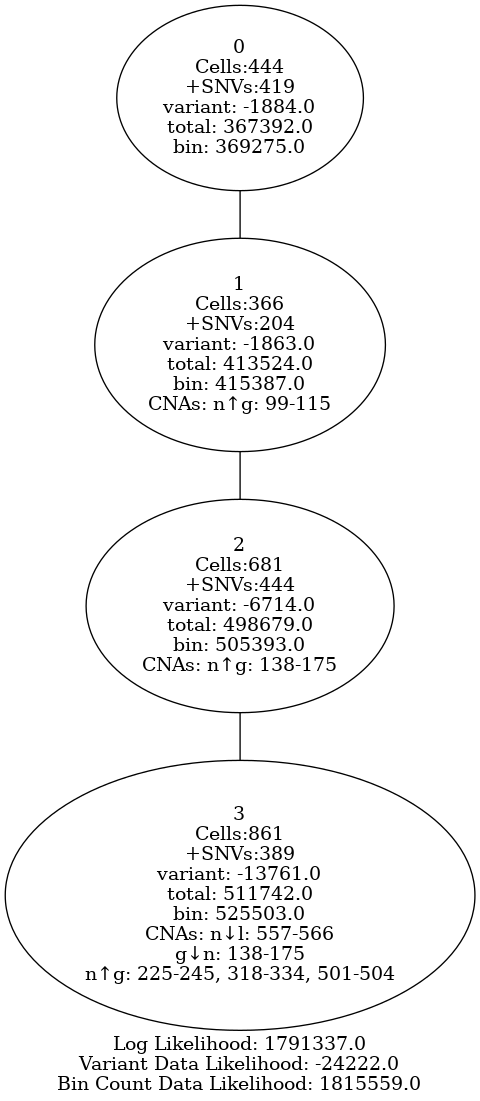 0
Cells:444
+SNVs:419
variant: -1884.0
total: 367392.0
bin: 369275.0
1
Cells:366
+SNVs:204
variant: -1863.0
total: 413524.0
bin: 415387.0
CNAs: n↑g: 99-115
2
Cells:681
+SNVs:444
variant: -6714.0
total: 498679.0
bin: 505393.0
CNAs: n↑g: 138-175
3
Cells:861
+SNVs:389
variant: -13761.0
total: 511742.0
bin: 525503.0
CNAs: n↓l: 557-566
g↓n: 138-175
n↑g: 225-245, 318-334, 501-504
Log Likelihood: 1791337.0
Variant Data Likelihood: -24222.0
Bin Count Data Likelihood: 1815559.0